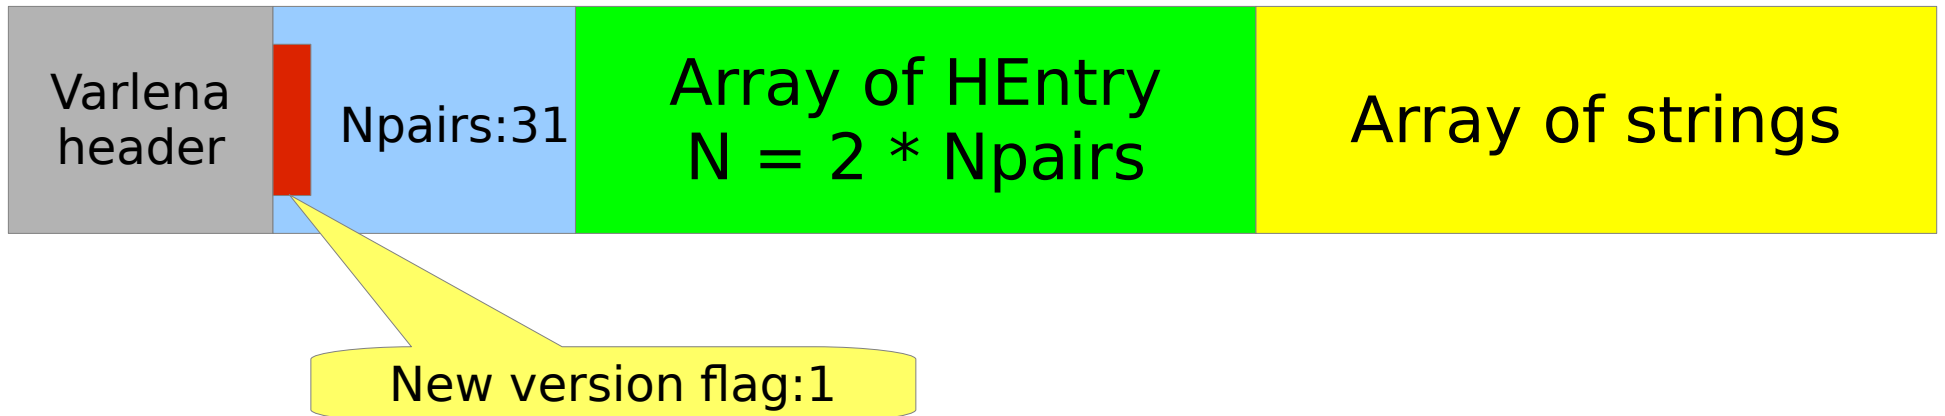 Varlena
header
Npairs:31
Array of HEntry
N = 2 * Npairs
Array of strings
New version flag:1